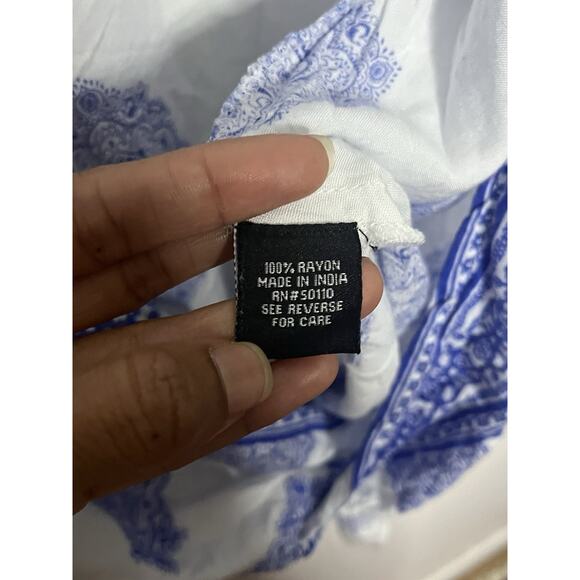 100% RAYON
MADE IN INDIA
RN#50110
SEE REVERSE
FOR CARE